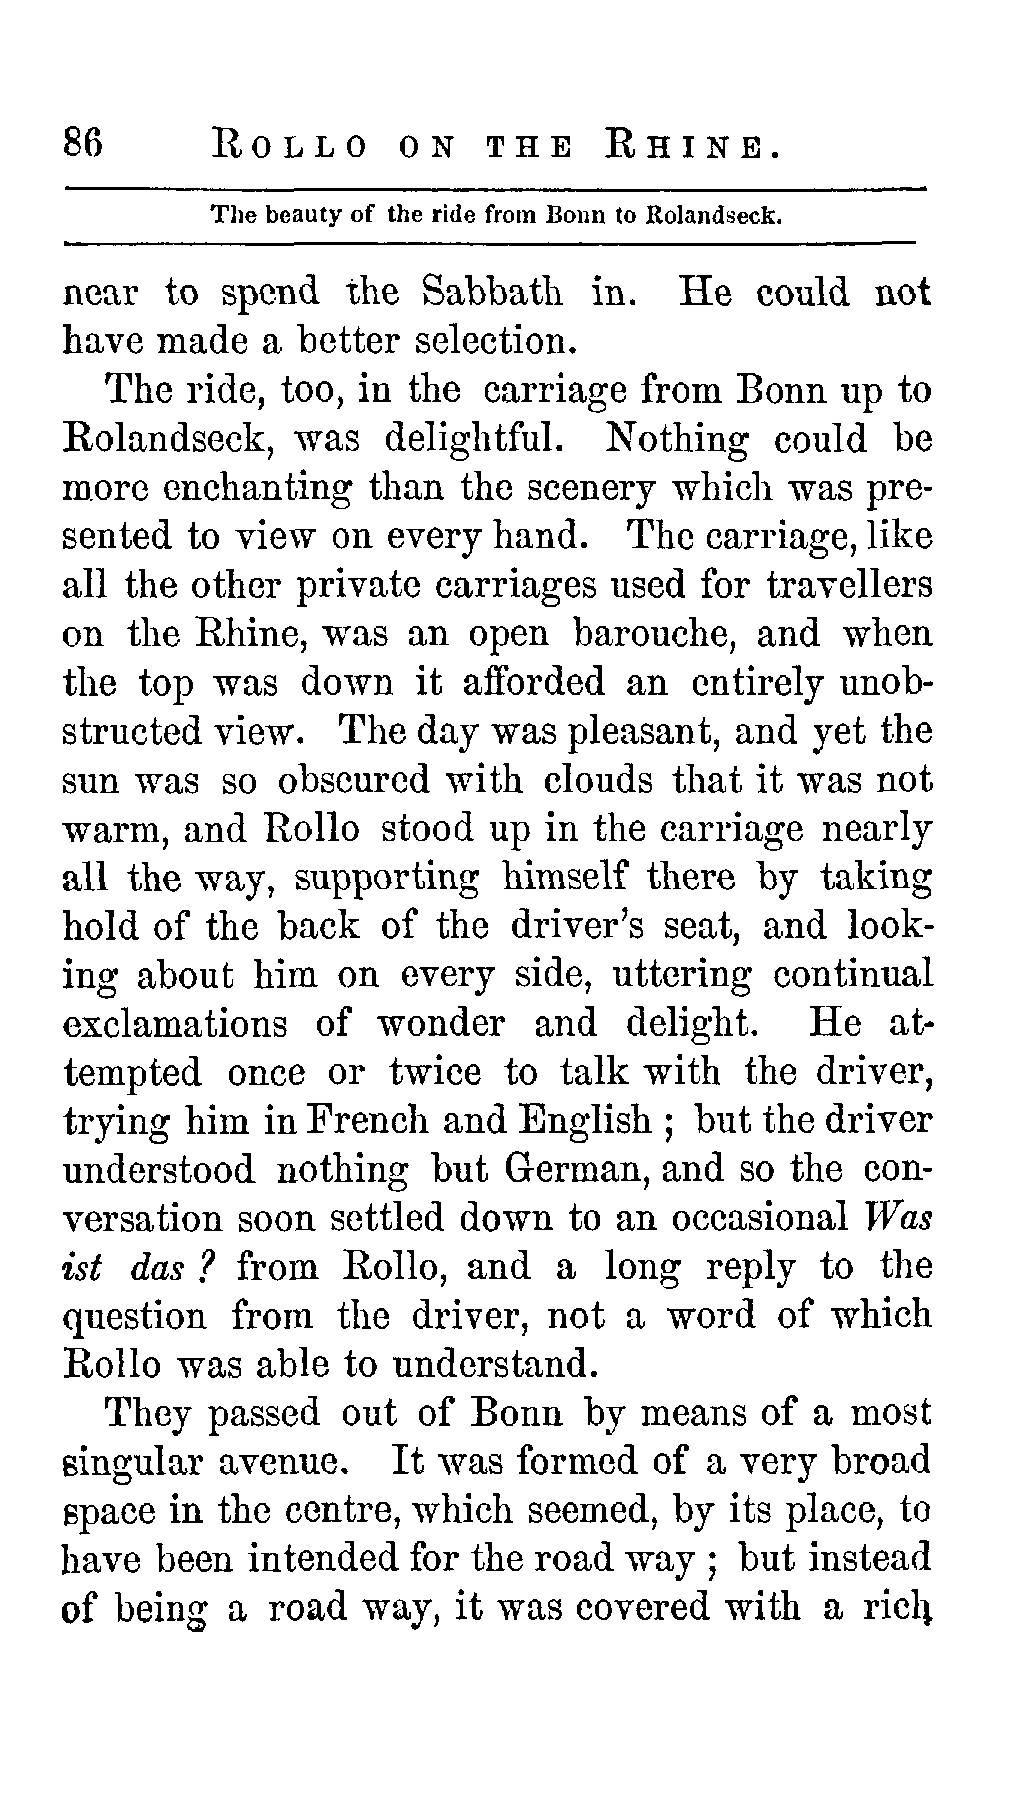 86 ROLLO ON THE RHINE.
The beauty of the ride from Bonn to Rolandseck.
near to spend the Sabbath in. He could not
have made a better selection.
The ride, too, in the carriage from Bonn up to
Rolandseck, was delightful. Nothing could be
more enchanting than the scenery which was pre-
sented to view on every hand. The carriage, like
all the other private carriages used for travellers
on the Rhine, was an open barouche, and when
the top was down it afforded an entirely unob-
structed view. The day was pleasant, and yet the
sun was so obscured with clouds that it was not
warm, and Rollo stood up in the carriage nearly
all the way, supporting himself there by taking
hold of the back of the driver's seat, and look-
ing about him on every side, uttering continual
exclamations of wonder and delight. He at-
tempted once or twice to talk with the driver,
trying him in French and English ; but the driver
understood nothing but German, and so the con-
versation soon settled down to an occasional Was
ist das ? from Rollo, and a long reply to the
question from the driver, not a word of which
Rollo was able to understand.
They passed out of Bonn by means of a most
singular avenue. It was formed of a very broad
space in the centre, which seemed, by its place, to
have been intended for the road way ; but instead
of being a road way, it was covered with a rich